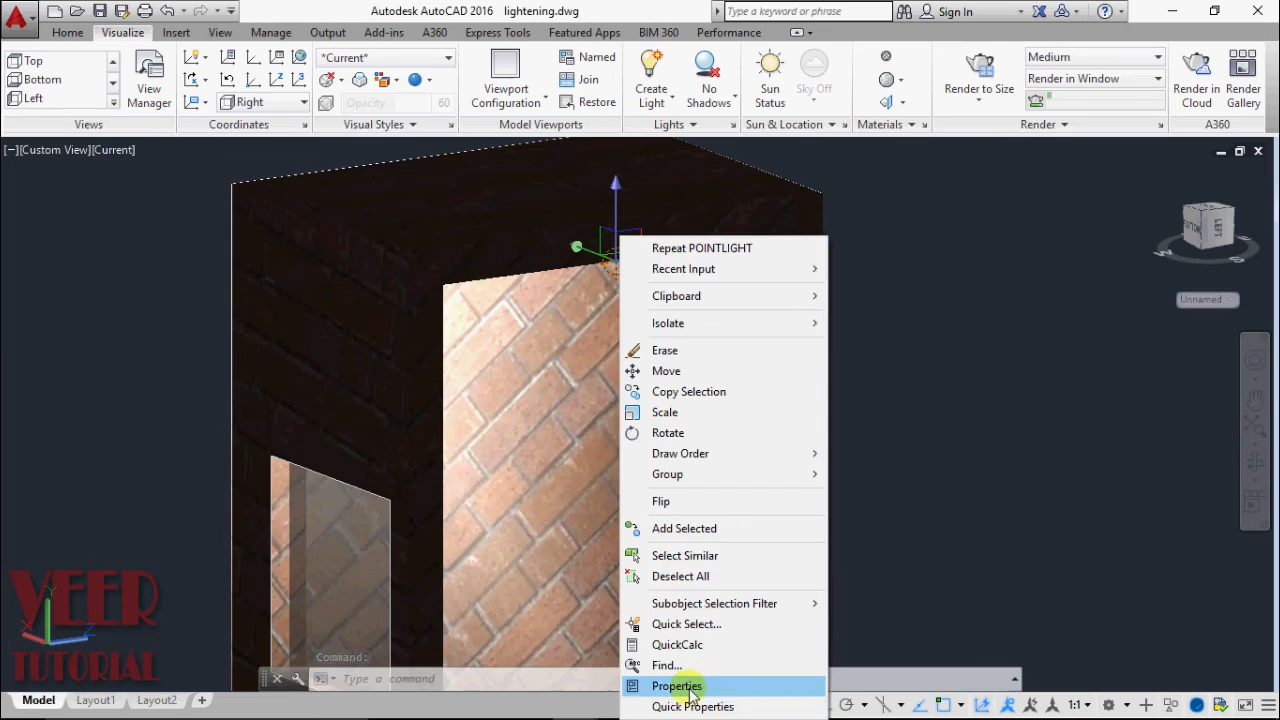 Autodesk AutoCAD 2016 lightening.dwg
Type a keyword or phrase
Sign In
Home Visualize Insert View Manage Output Add-ins A360 Express Tools Featured Apps BIM 360 Performance
Top
Bottom
Left
View
Manager
Right
*Current*
Opacity 60
Viewport
Configuration
Named
Join
Restore
Create
Light
No
Shadows
Sun
Status
Sky Off
Render to Size
Medium
Render in Window
Render in
Cloud
Render
Gallery
Views Coordinates Visual Styles Model Viewports Lights Sun & Location Materials Render A360
[−][Custom View][Current]
LEFT
Unnamed
Repeat POINTLIGHT
Recent Input
Clipboard
Isolate
Erase
Move
Copy Selection
Scale
Rotate
Draw Order
Group
Flip
Add Selected
Select Similar
Deselect All
Subobject Selection Filter
Quick Select...
QuickCalc
Find...
Properties
Quick Properties
VEER
TUTORIAL
Command:
Type a command
Model Layout1 Layout2 +
1:1